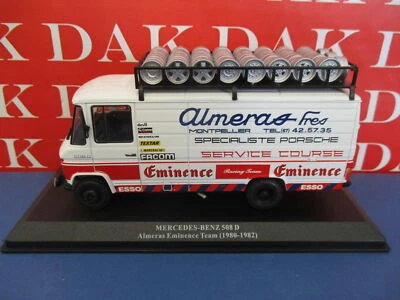 DAK DAK DAK
Almeras Fres
MONTPELLIER TEL(67) 42.57.35
SPECIALISTE PORSCHE
SERVICE COURSE
TEXTAR
FACOM
Eminence Racing Team Eminence
ESSO ESSO
MERCEDES-BENZ 508 D
Almeras Eminence Team (1980-1982)